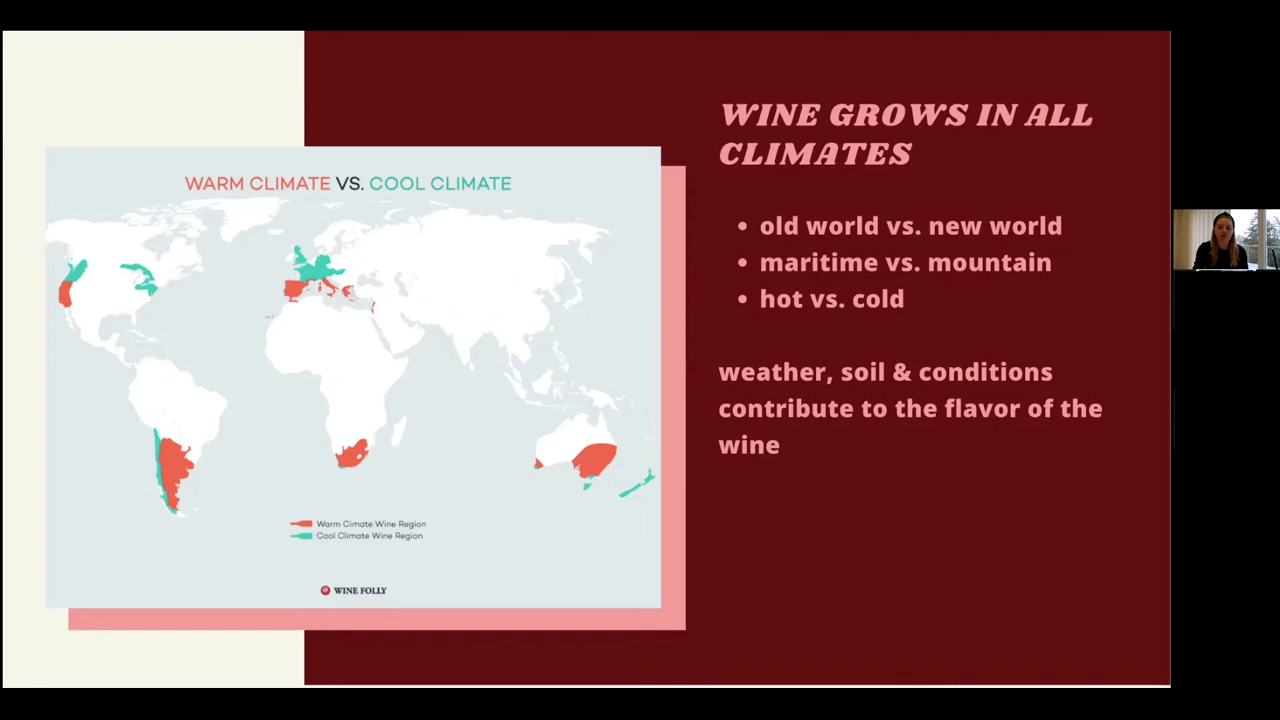 WINE GROWS IN ALL
CLIMATES
WARM CLIMATE VS. COOL CLIMATE
• old world vs. new world
• maritime vs. mountain
• hot vs. cold
weather, soil & conditions
contribute to the flavor of the
wine
Warm Cimate Wine Region
Cool Climate Wine Region
WINE FOLLY